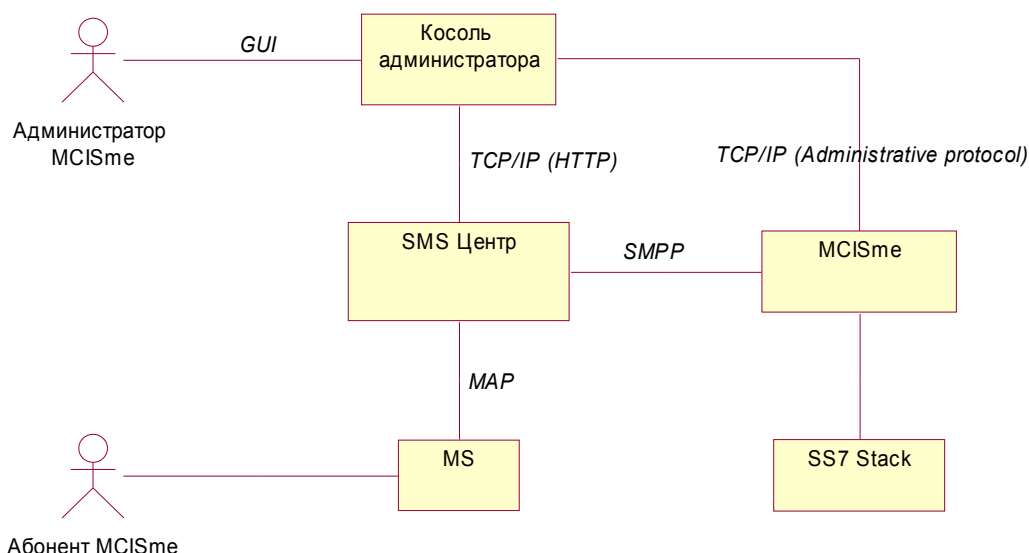 GUI
Косоль
администратора
Администратор
MCISme
TCP/IP (HTTP)
TCP/IP (Administrative protocol)
SMS Центр
SMPP
MCISme
MAP
MS
SS7 Stack
Абонент MCISme